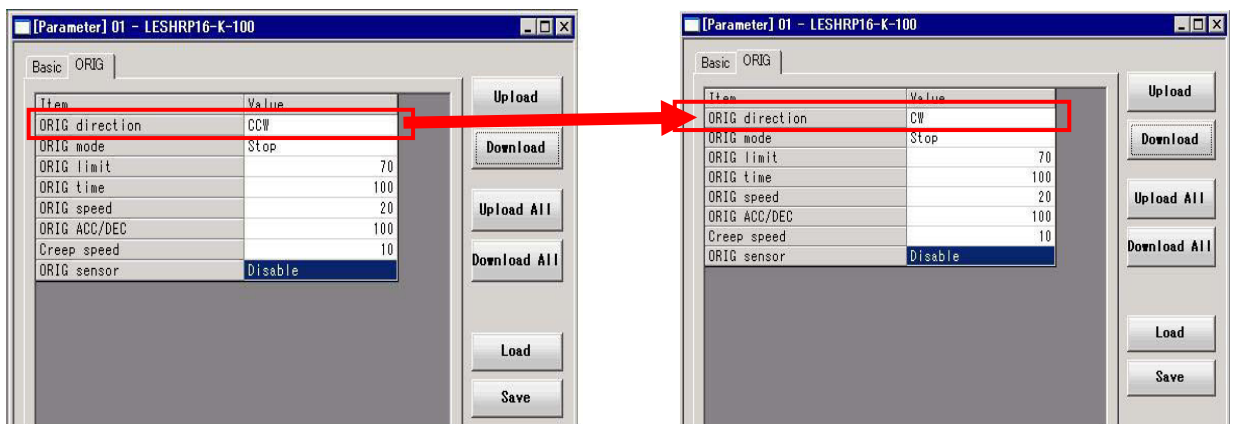 [Parameter] 01 - LESHRP16-K-100
Basic ORIG
Item Value
ORIG direction CCW
ORIG mode Stop
ORIG limit 70
ORIG time 100
ORIG speed 20
ORIG ACC/DEC 100
Creep speed 10
ORIG sensor Disable
Upload
Download
Upload All
Download All
Load
Save
[Parameter] 01 - LESHRP16-K-100
Basic ORIG
Item Value
ORIG direction CW
ORIG mode Stop
ORIG limit 70
ORIG time 100
ORIG speed 20
ORIG ACC/DEC 100
Creep speed 10
ORIG sensor Disable
Upload
Download
Upload All
Download All
Load
Save